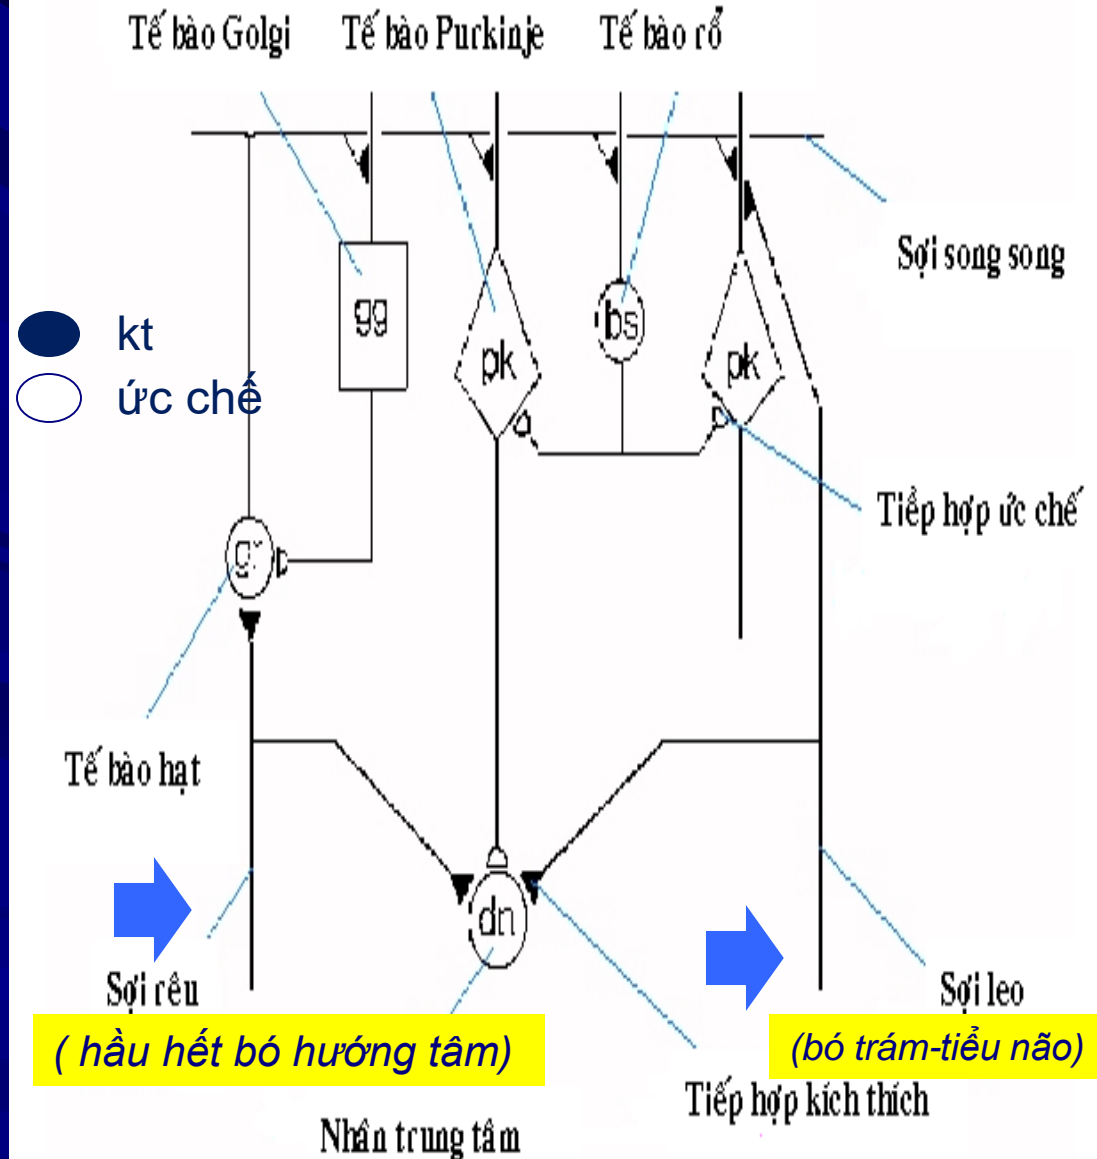 Tế bào Golgi
Tế bào Purkinje
Tế bào rổ
Sợi song song
gg
bs
pk
pk
kt
ức chế
Tiếp hợp ức chế
gr
Tế bào hạt
dn
Sợi rêu
Sợi leo
( hầu hết bó hướng tâm)
(bó trám-tiểu não)
Tiếp hợp kích thích
Nhân trung tâm